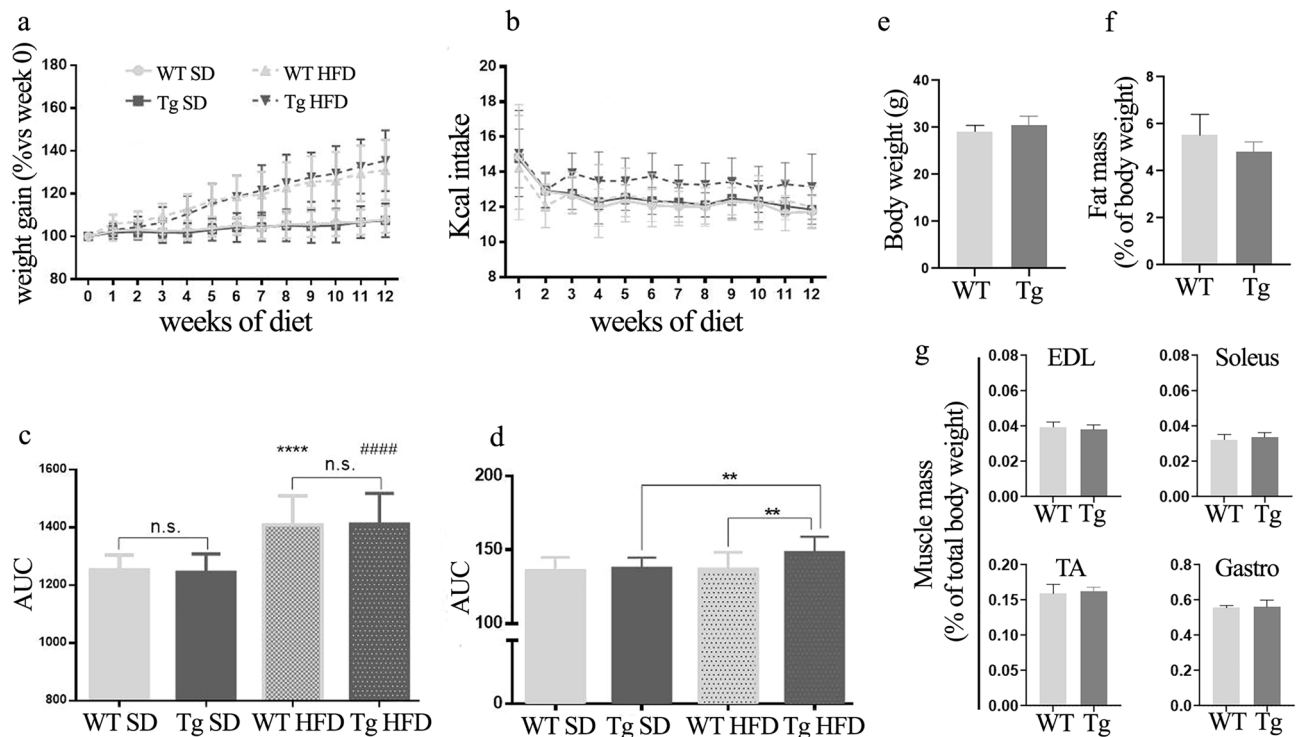 a
weight gain (%vs week 0)
180
160
140
120
100
80
WT SD
WT HFD
Tg SD
Tg HFD
0 1 2 3 4 5 6 7 8 9 10 11 12
weeks of diet
b
Kcal intake
20
18
16
14
12
10
8
1 2 3 4 5 6 7 8 9 10 11 12
weeks of diet
e
Body weight (g)
40
30
20
10
0
WT Tg
f
Fat mass
(% of body weight)
8
6
4
2
0
WT Tg
c
AUC
1600
1400
1200
1000
800
n.s.
****
####
n.s.
WT SD Tg SD WT HFD Tg HFD
d
AUC
200
150
100
0
**
**
WT SD Tg SD WT HFD Tg HFD
g
Muscle mass
(% of total body weight)
EDL
0.08
0.06
0.04
0.02
0.00
WT Tg
Soleus
0.08
0.06
0.04
0.02
0.00
WT Tg
TA
0.20
0.15
0.10
0.05
0.00
WT Tg
Gastro
0.8
0.6
0.4
0.2
0.0
WT Tg